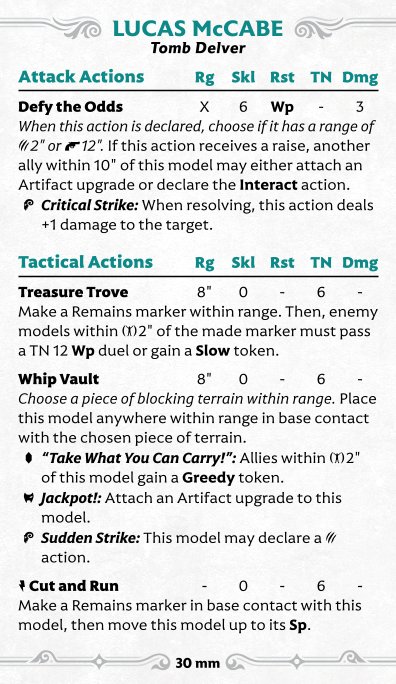 LUCAS McCABE
Tomb Delver
Attack Actions Rg Skl Rst TN Dmg
Defy the Odds X 6 Wp - 3
When this action is declared, choose if it has a range of
2" or 12". If this action receives a raise, another
ally within 10" of this model may either attach an
Artifact upgrade or declare the Interact action.
Critical Strike: When resolving, this action deals
+1 damage to the target.
Tactical Actions Rg Skl Rst TN Dmg
Treasure Trove 8" 0 - 6 -
Make a Remains marker within range. Then, enemy
models within 2" of the made marker must pass
a TN 12 Wp duel or gain a Slow token.
Whip Vault 8" 0 - 6 -
Choose a piece of blocking terrain within range. Place
this model anywhere within range in base contact
with the chosen piece of terrain.
"Take What You Can Carry!": Allies within 2"
of this model gain a Greedy token.
Jackpot!: Attach an Artifact upgrade to this
model.
Sudden Strike: This model may declare a
action.
Cut and Run - 0 - 6 -
Make a Remains marker in base contact with this
model, then move this model up to its Sp.
30 mm